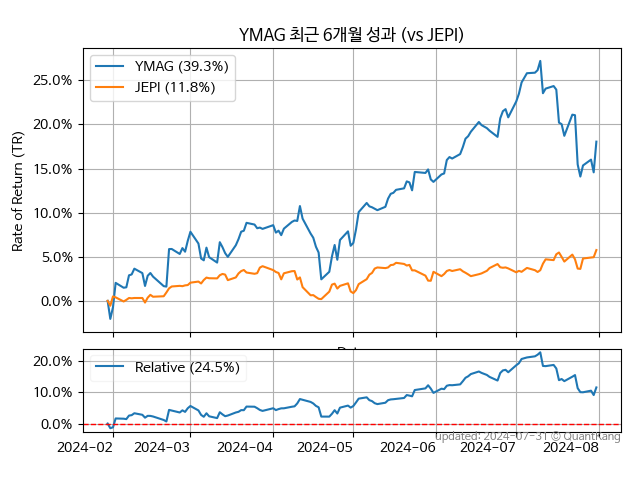 YMAG 최근 6개월 성과 (vs JEPI)
YMAG (39.3%)
JEPI (11.8%)
Rate of Return (TR)
25.0%
20.0%
15.0%
10.0%
5.0%
0.0%
Relative (24.5%)
20.0%
10.0%
0.0%
updated: 2024-07-31 © QuantKang
2024-02 2024-03 2024-04 2024-05 2024-06 2024-07 2024-08